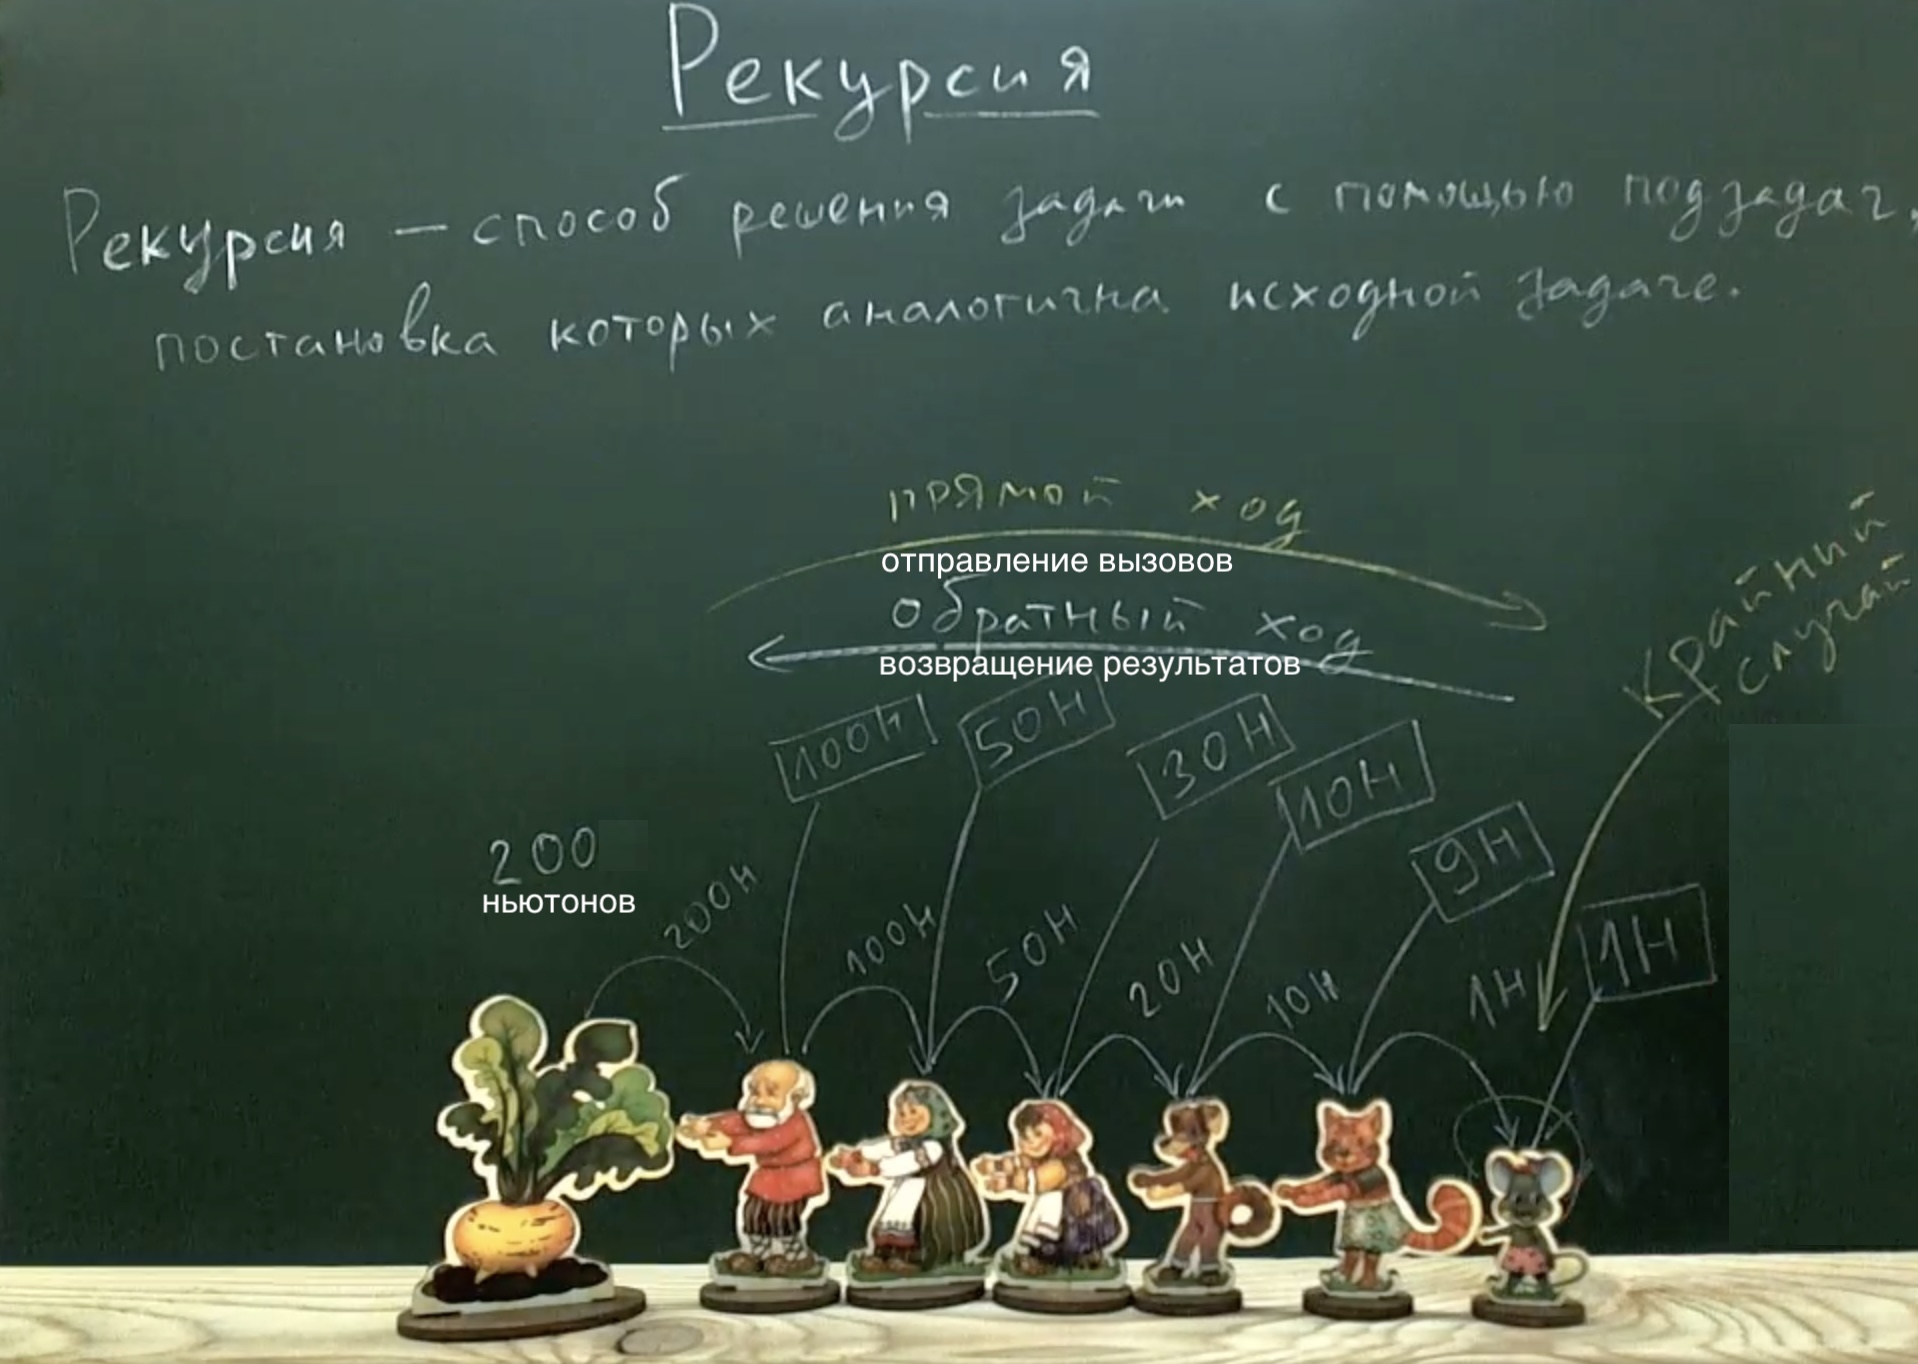 Рекурсия
Рекурсия — способ решения задачи с помощью подзадач,
постановка которых аналогична исходной задаче.
прямой ход
отправление вызовов
обратный ход
возвращение результатов
крайний
случай
100Н
50Н
30Н
10Н
9Н
1Н
200
ньютонов
200Н
100Н
50Н
20Н
10Н
1Н